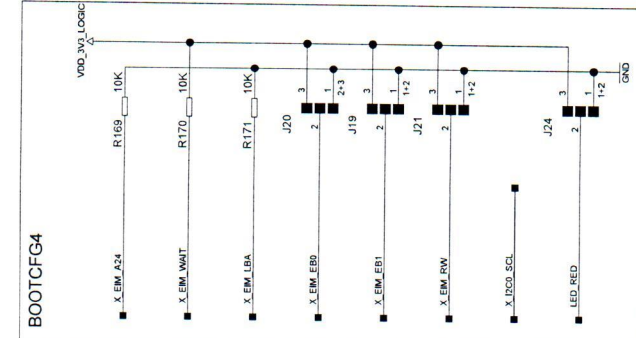 BOOTCFG4
VDD_3V3_LOGIC
GND
X_EIM_A24
R169
10K
X_EIM_WAIT
R170
10K
X_EIM_LBA
R171
10K
X_EIM_EB0
J20
3
2
1
2+3
X_EIM_EB1
J19
3
2
1
1+2
X_EIM_RW
J21
3
2
1
1+2
X_I2C0_SCL
LED_RED
J24
3
2
1
1+2